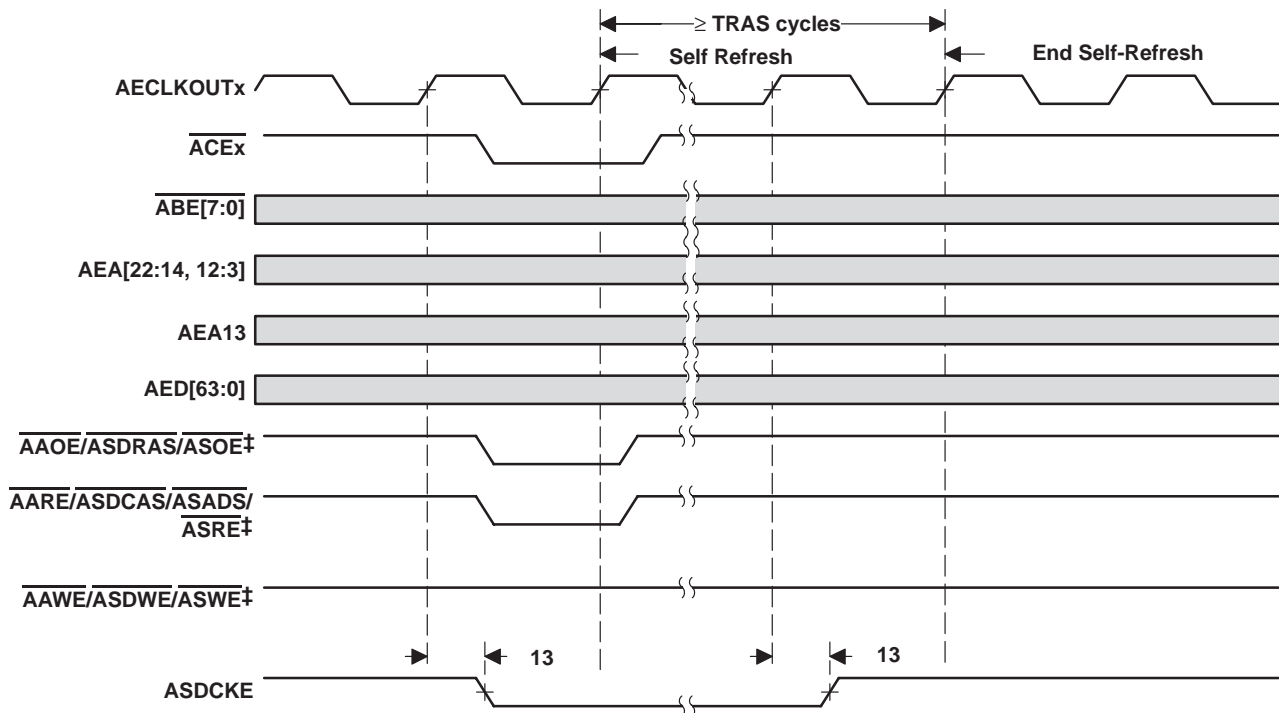 ≥ TRAS cycles
Self Refresh
End Self-Refresh
AECLKOUTx
ACEx
ABE[7:0]
AEA[22:14, 12:3]
AEA13
AED[63:0]
AAOE/ASDRAS/ASOE‡
AARE/ASDCAS/ASADS/
ASRE‡
AAWE/ASDWE/ASWE‡
13
13
ASDCKE